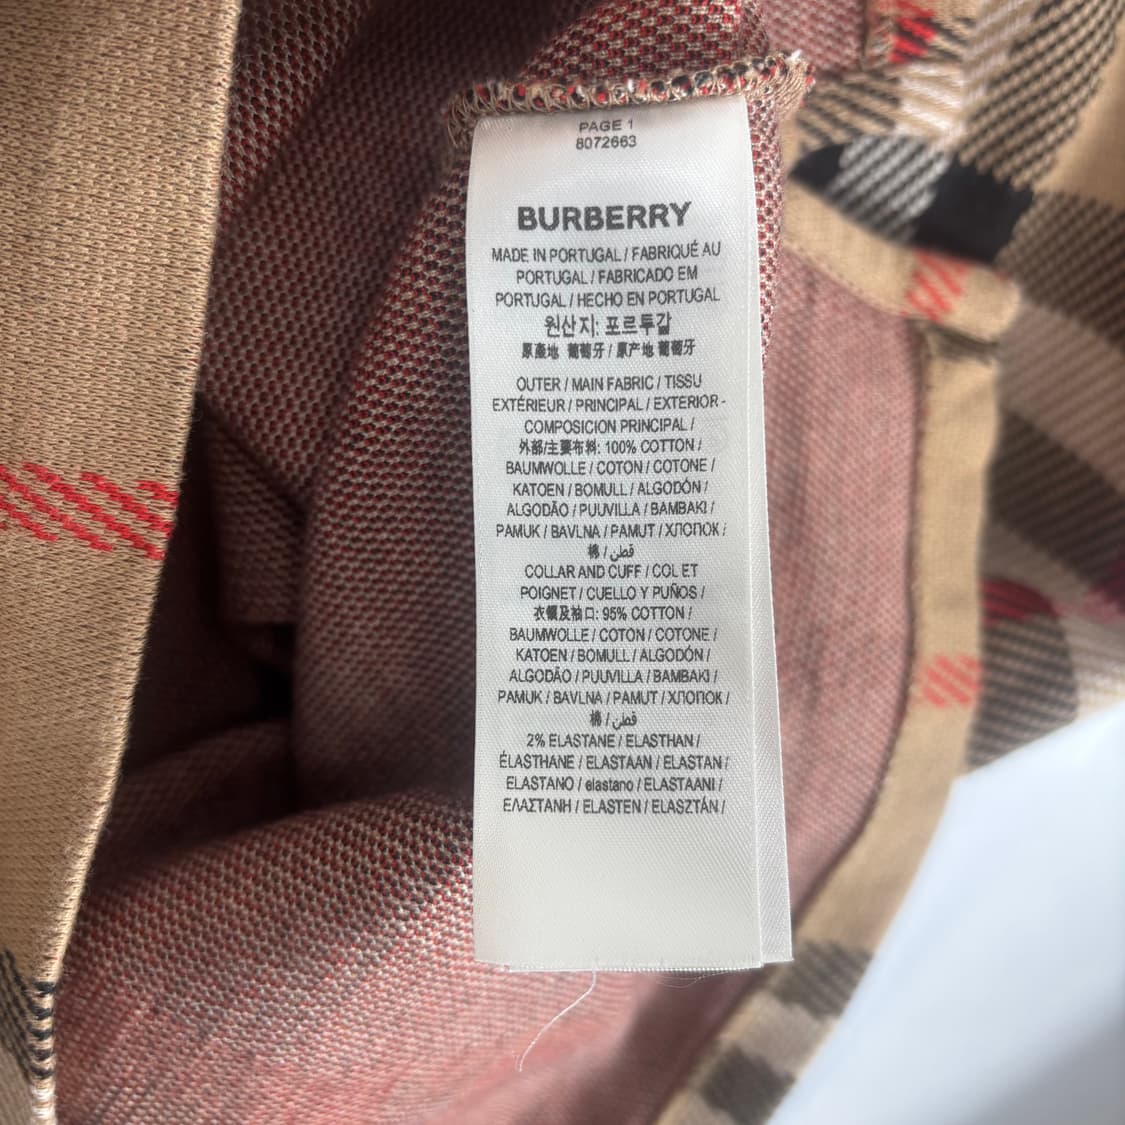 PAGE 1
8072663
BURBERRY
MADE IN PORTUGAL / FABRIQUÉ AU
PORTUGAL / FABRICADO EM
PORTUGAL / HECHO EN PORTUGAL
원산지: 포르투갈
原產地 葡萄牙 / 原产地 葡萄牙
OUTER / MAIN FABRIC / TISSU
EXTÉRIEUR / PRINCIPAL / EXTERIOR -
COMPOSICION PRINCIPAL /
外部/主要布料: 100% COTTON /
BAUMWOLLE / COTON / COTONE /
KATOEN / BOMULL / ALGODÓN /
ALGODÃO / PUUVILLA / BAMBAKI /
PAMUK / BAVLNA / PAMUT / ХЛОПОК /
棉 / قطن
COLLAR AND CUFF / COL ET
POIGNET / CUELLO Y PUÑOS /
衣領及袖口: 95% COTTON /
BAUMWOLLE / COTON / COTONE /
KATOEN / BOMULL / ALGODÓN /
ALGODÃO / PUUVILLA / BAMBAKI /
PAMUK / BAVLNA / PAMUT / ХЛОПОК /
棉 / قطن
2% ELASTANE / ELASTHAN /
ÉLASTHANE / ELASTAAN / ELASTAN /
ELASTANO / elastano / ELASTAANI /
ΕΛΑΣΤΑΝΗ / ELASTEN / ELASZTÁN /